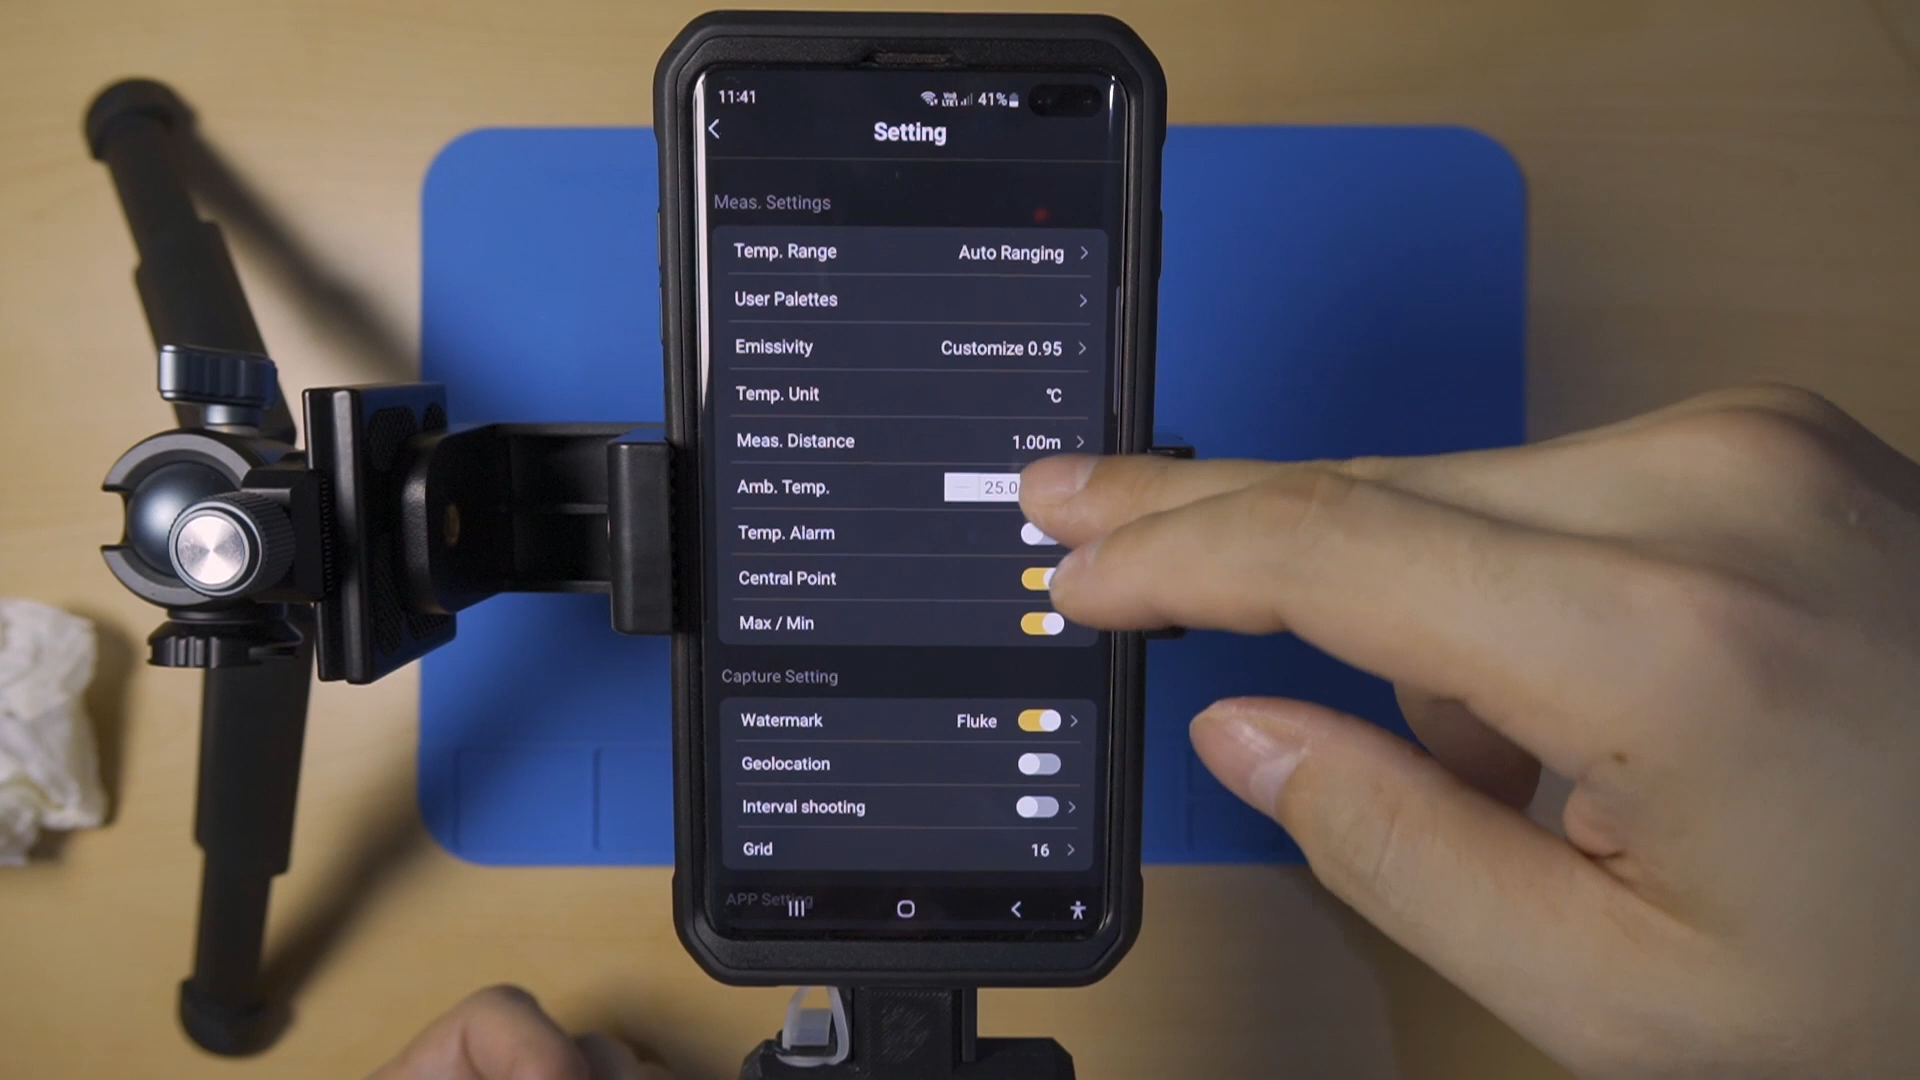 11:41 41%
Setting
Meas. Settings
Temp. Range Auto Ranging
User Palettes
Emissivity Customize 0.95
Temp. Unit °C
Meas. Distance 1.00m
Amb. Temp. 25.0
Temp. Alarm
Central Point
Max / Min
Capture Setting
Watermark Fluke
Geolocation
Interval shooting
Grid 16
APP Setting